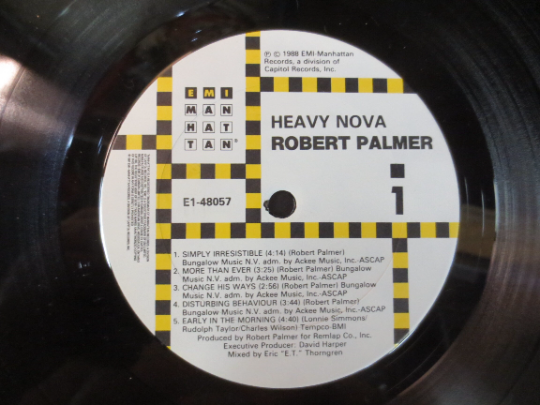 ℗ © 1988 EMI-Manhattan
Records, a division of
Capitol Records, Inc.
EMI
MAN
HAT
TAN®
HEAVY NOVA
ROBERT PALMER
E1-48057
1
1. SIMPLY IRRESISTIBLE (4:14) (Robert Palmer)
Bungalow Music N.V. adm. by Ackee Music, Inc.-ASCAP
2. MORE THAN EVER (3:25) (Robert Palmer) Bungalow
Music N.V. adm. by Ackee Music, Inc.-ASCAP
3. CHANGE HIS WAYS (2:56) (Robert Palmer) Bungalow
Music N.V. adm. by Ackee Music, Inc.-ASCAP
4. DISTURBING BEHAVIOUR (3:44) (Robert Palmer)
Bungalow Music N.V. adm. by Ackee Music, Inc.-ASCAP
5. EARLY IN THE MORNING (4:40) (Lonnie Simmons/
Rudolph Taylor/Charles Wilson) Tempco-BMI
Produced by Robert Palmer for Remlap Co., Inc.
Executive Producer: David Harper
Mixed by Eric "E.T." Thorngren